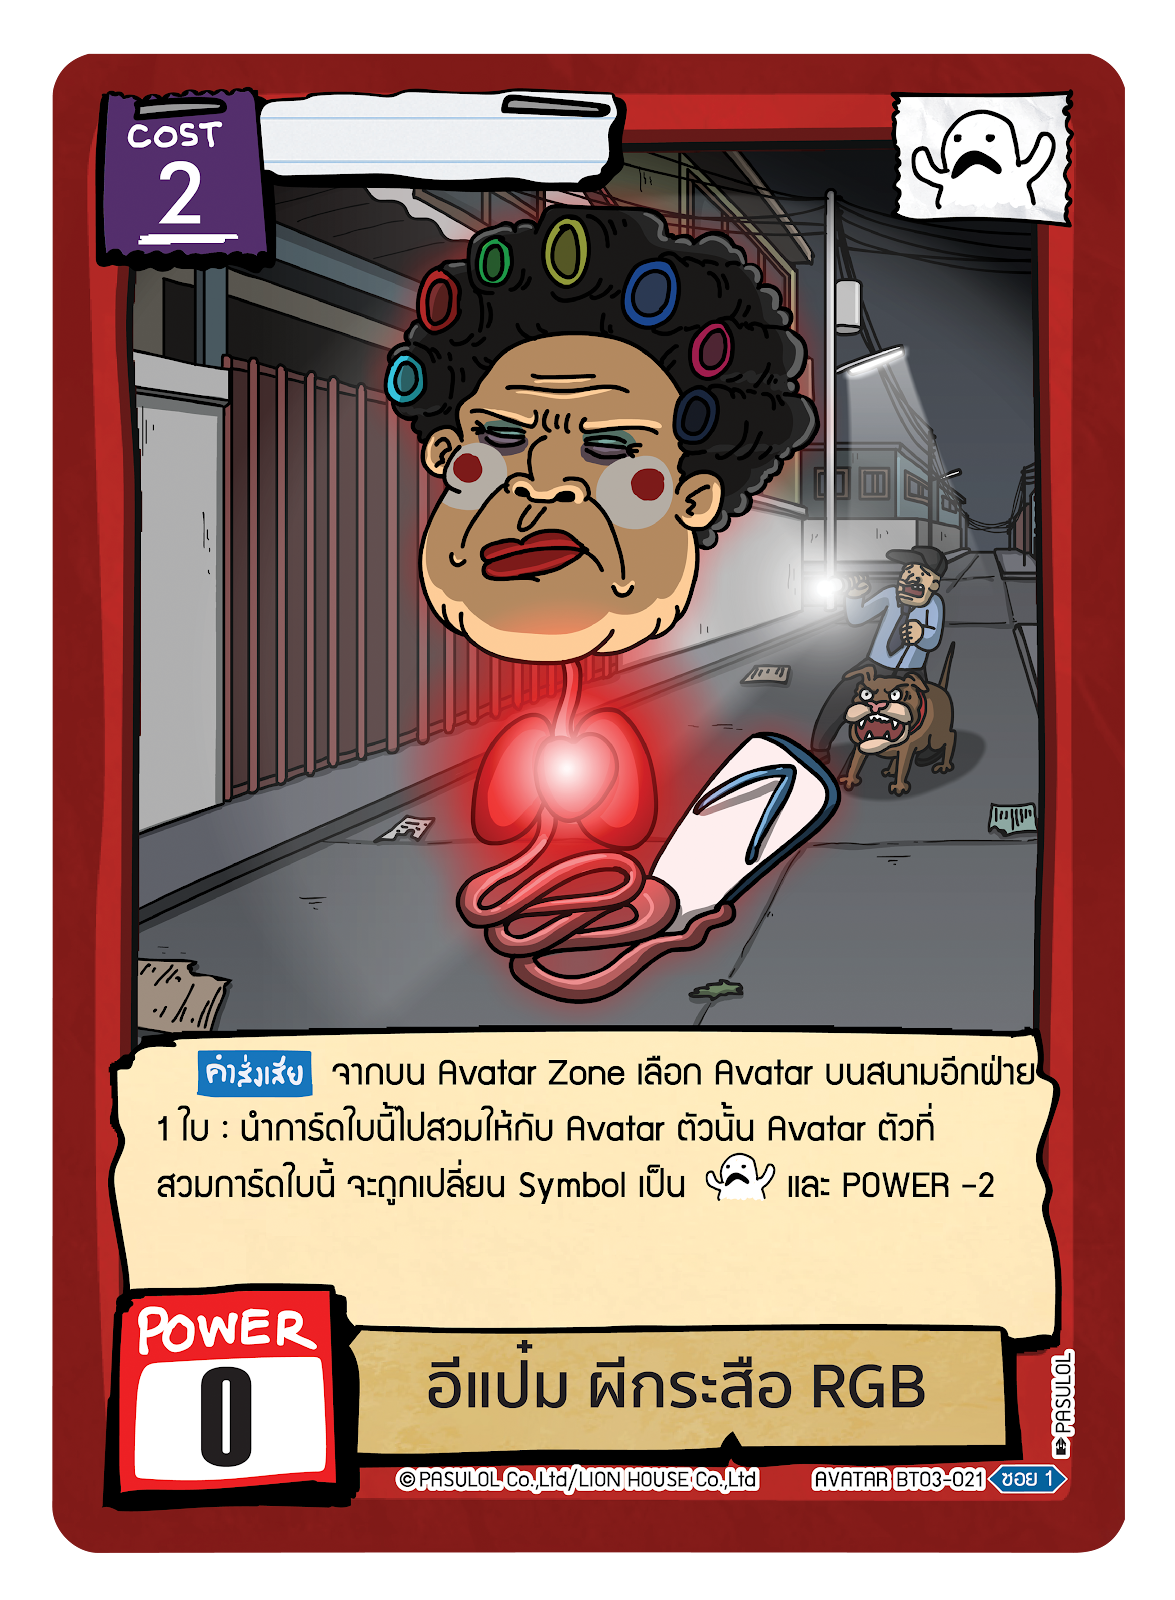 COST
2
คำสั่งเสีย จากบน Avatar Zone เลือก Avatar บนสนามอีกฝ่าย
1 ใบ : นำการ์ดใบนี้ไปสวมให้กับ Avatar ตัวนั้น Avatar ตัวที่
สวมการ์ดใบนี้ จะถูกเปลี่ยน Symbol เป็น และ POWER -2
POWER
0
อีแป๋ม ผีกระสือ RGB
PASULOL
© PASULOL Co.,Ltd/LION HOUSE Co.,Ltd
AVATAR BT03-021 ซอย 1